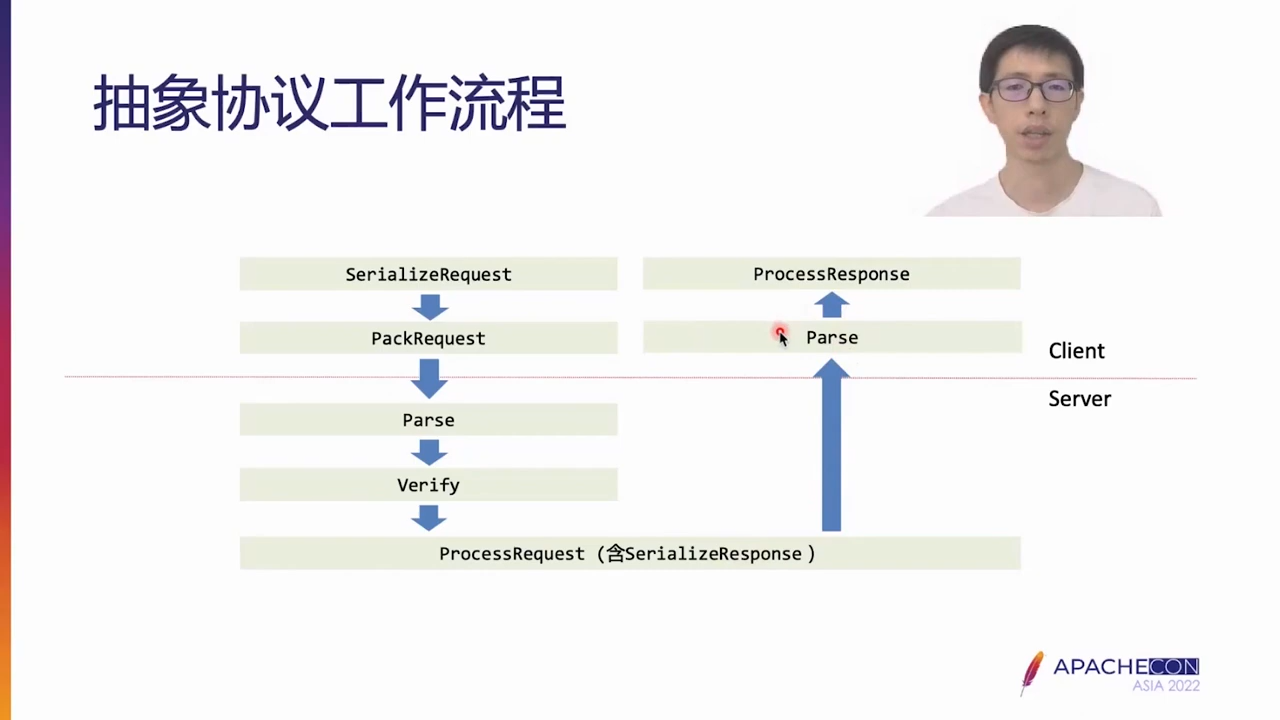 抽象协议工作流程
SerializeRequest
ProcessResponse
PackRequest
Parse
Client
Server
Parse
Verify
ProcessRequest (含SerializeResponse )
APACHECON
ASIA 2022